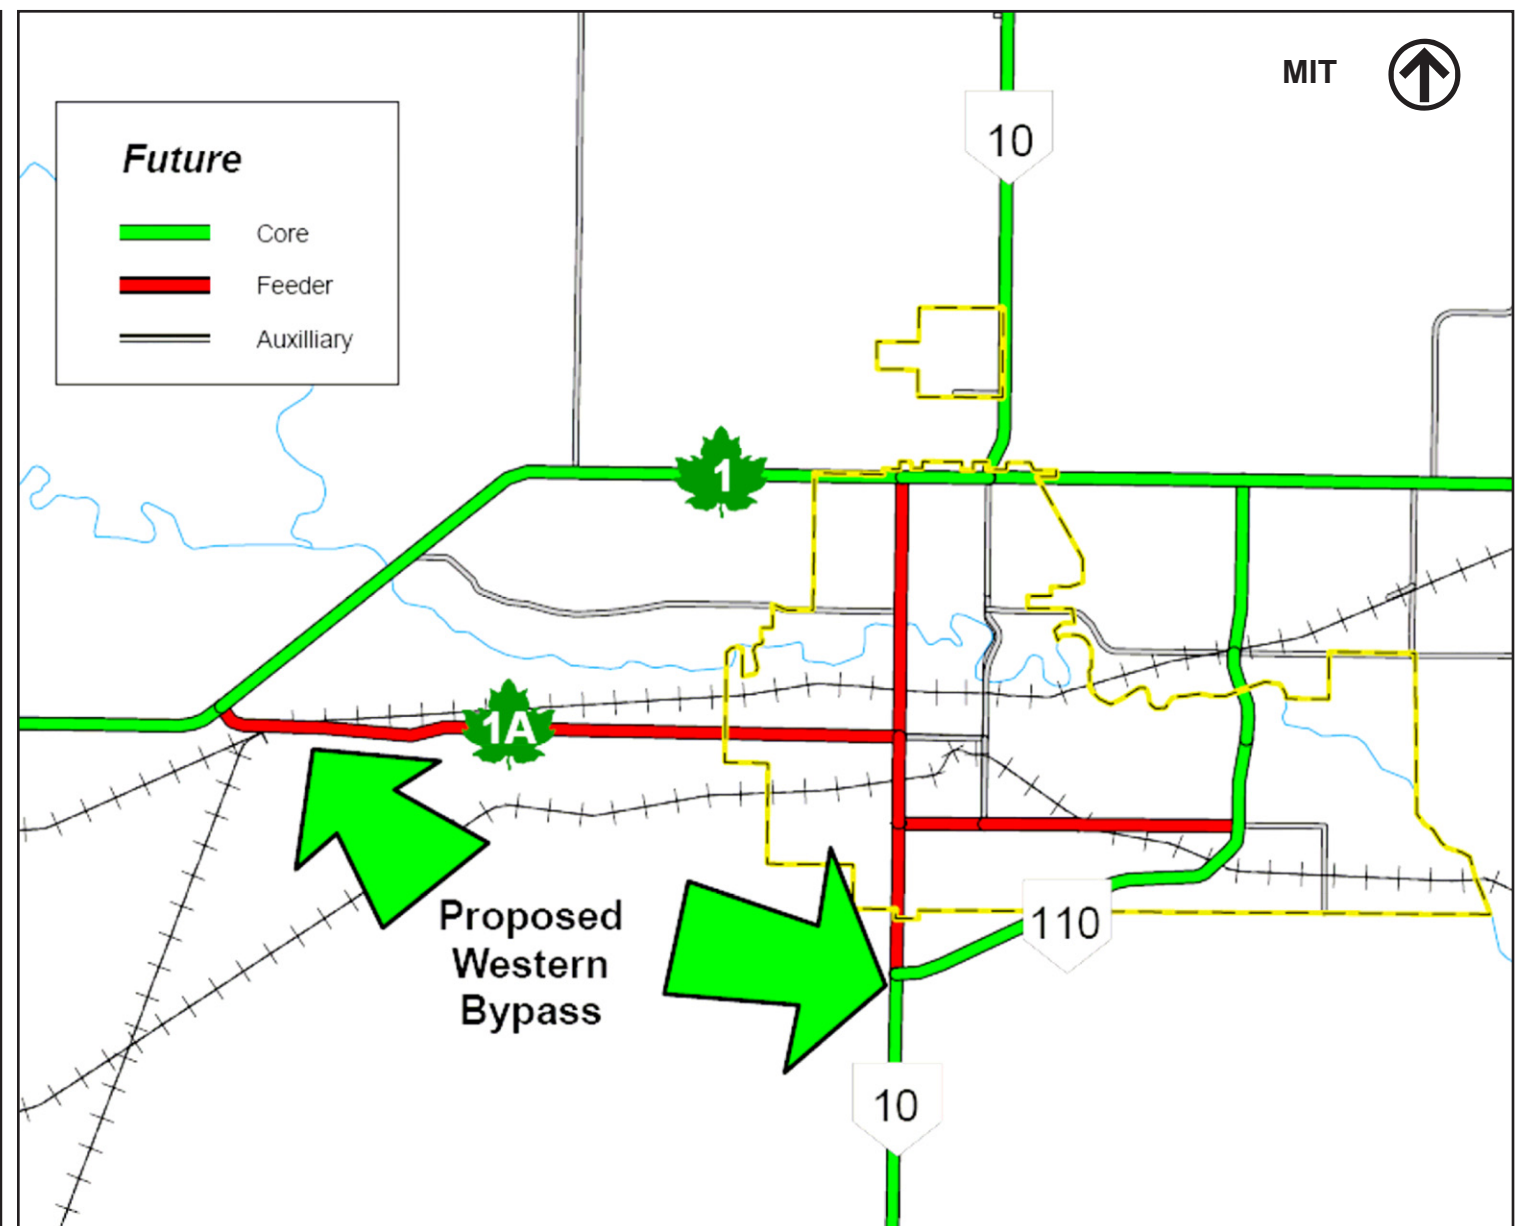 MIT
10
Future
Core
Feeder
Auxilliary
1
1A
Proposed
Western
Bypass
110
10